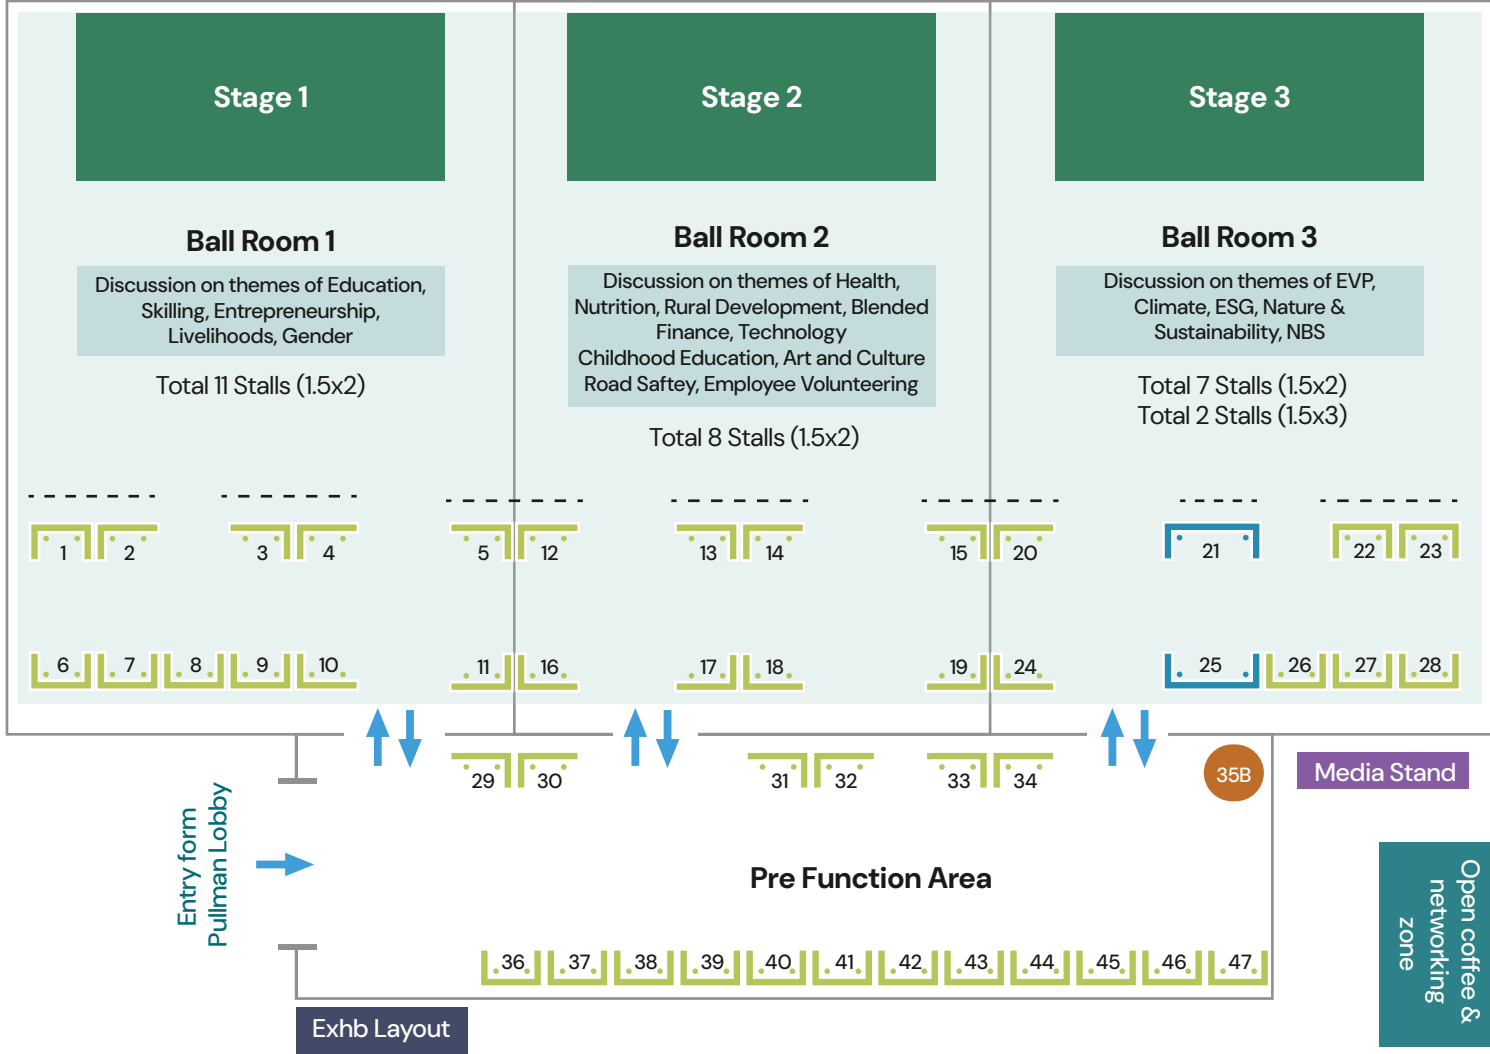 Stage 1
Stage 2
Stage 3
Ball Room 1
Discussion on themes of Education,
Skilling, Entrepreneurship,
Livelihoods, Gender
Total 11 Stalls (1.5x2)
Ball Room 2
Discussion on themes of Health,
Nutrition, Rural Development, Blended
Finance, Technology
Childhood Education, Art and Culture
Road Saftey, Employee Volunteering
Total 8 Stalls (1.5x2)
Ball Room 3
Discussion on themes of EVP,
Climate, ESG, Nature &
Sustainability, NBS
Total 7 Stalls (1.5x2)
Total 2 Stalls (1.5x3)
1 2 3 4 5 12 13 14 15 20 21 22 23
6 7 8 9 10 11 16 17 18 19 24 25 26 27 28
29 30 31 32 33 34 35B
Media Stand
Entry form
Pullman Lobby
Pre Function Area
Open coffee &
networking
zone
36 37 38 39 40 41 42 43 44 45 46 47
Exhb Layout